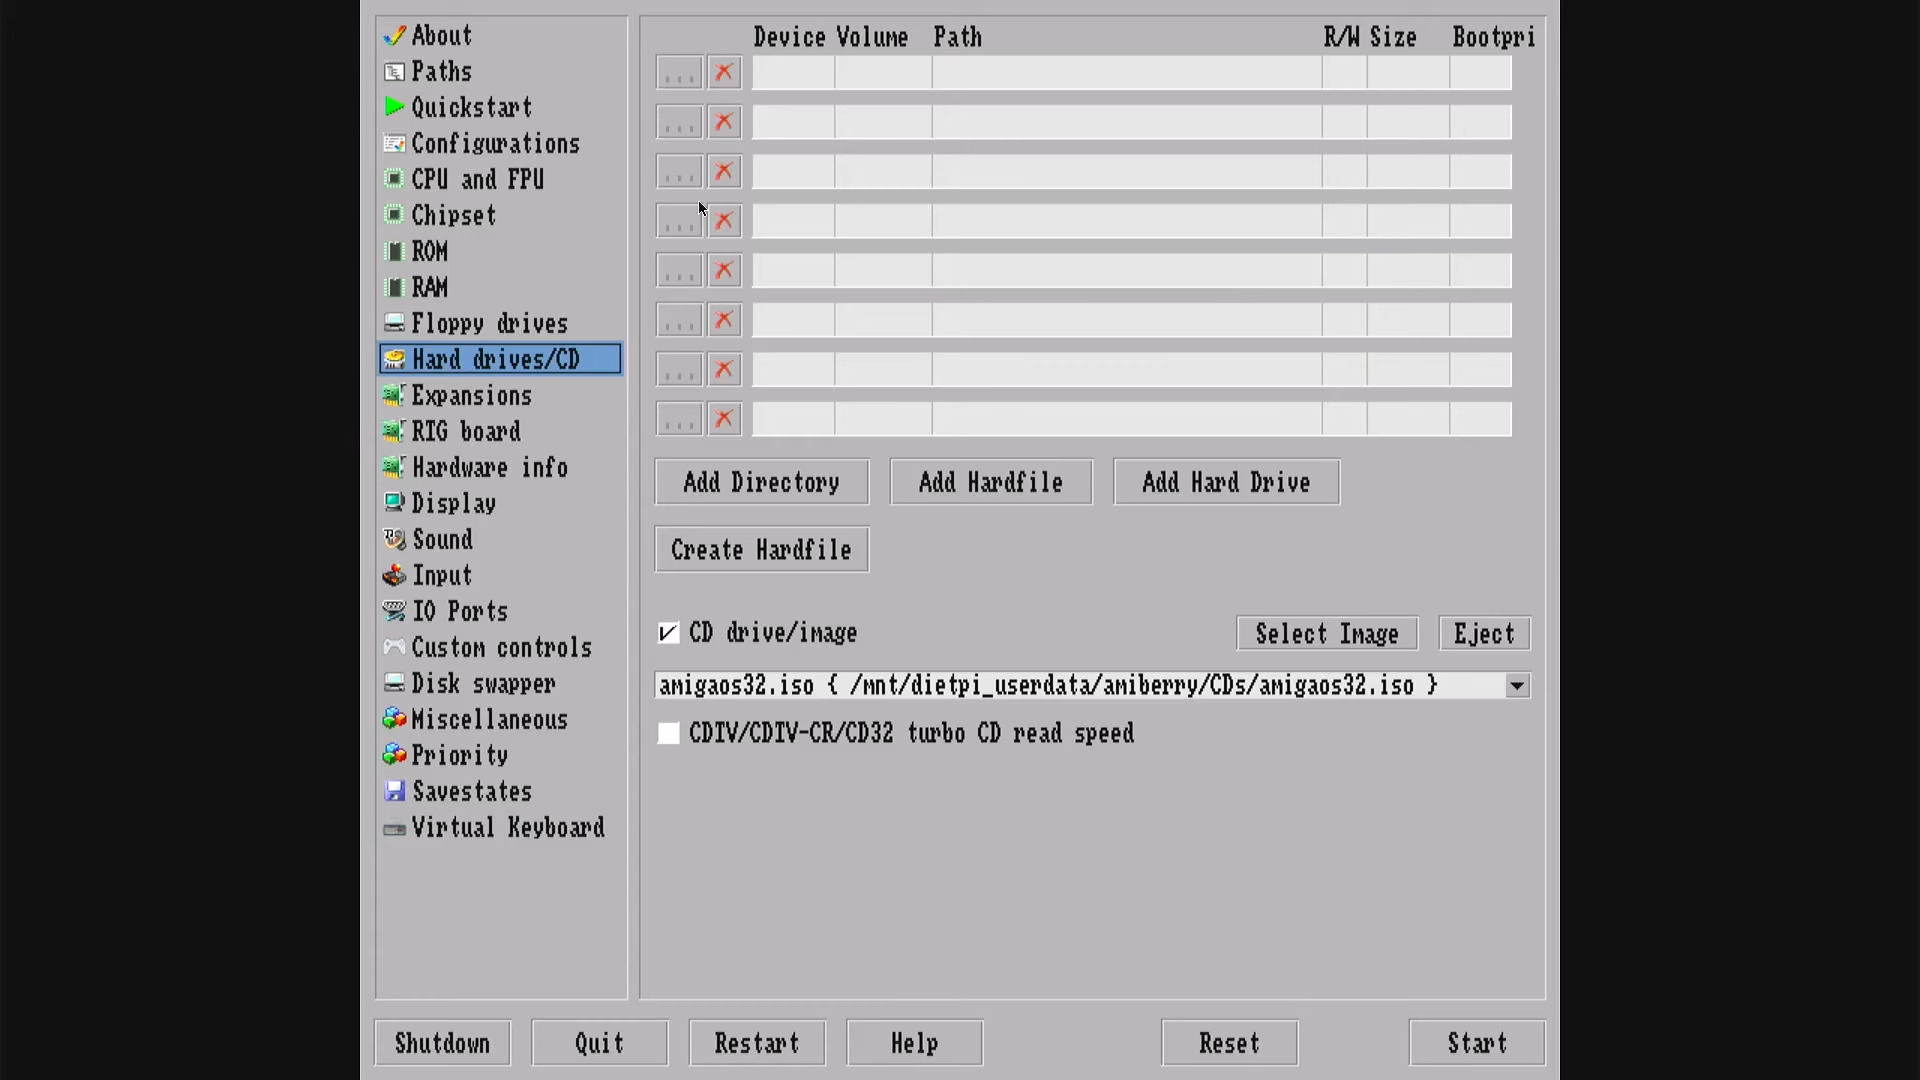 About
Paths
Quickstart
Configurations
CPU and FPU
Chipset
ROM
RAM
Floppy drives
Hard drives/CD
Expansions
RTG board
Hardware info
Display
Sound
Input
IO Ports
Custom controls
Disk swapper
Miscellaneous
Priority
Savestates
Virtual Keyboard
Device Volume Path R/W Size Bootpri
...
...
...
...
...
...
...
...
Add Directory Add Hardfile Add Hard Drive
Create Hardfile
CD drive/image Select Image Eject
amigaos32.iso { /mnt/dietpi_userdata/amiberry/CDs/amigaos32.iso }
CDTV/CDTV-CR/CD32 turbo CD read speed
Shutdown Quit Restart Help Reset Start